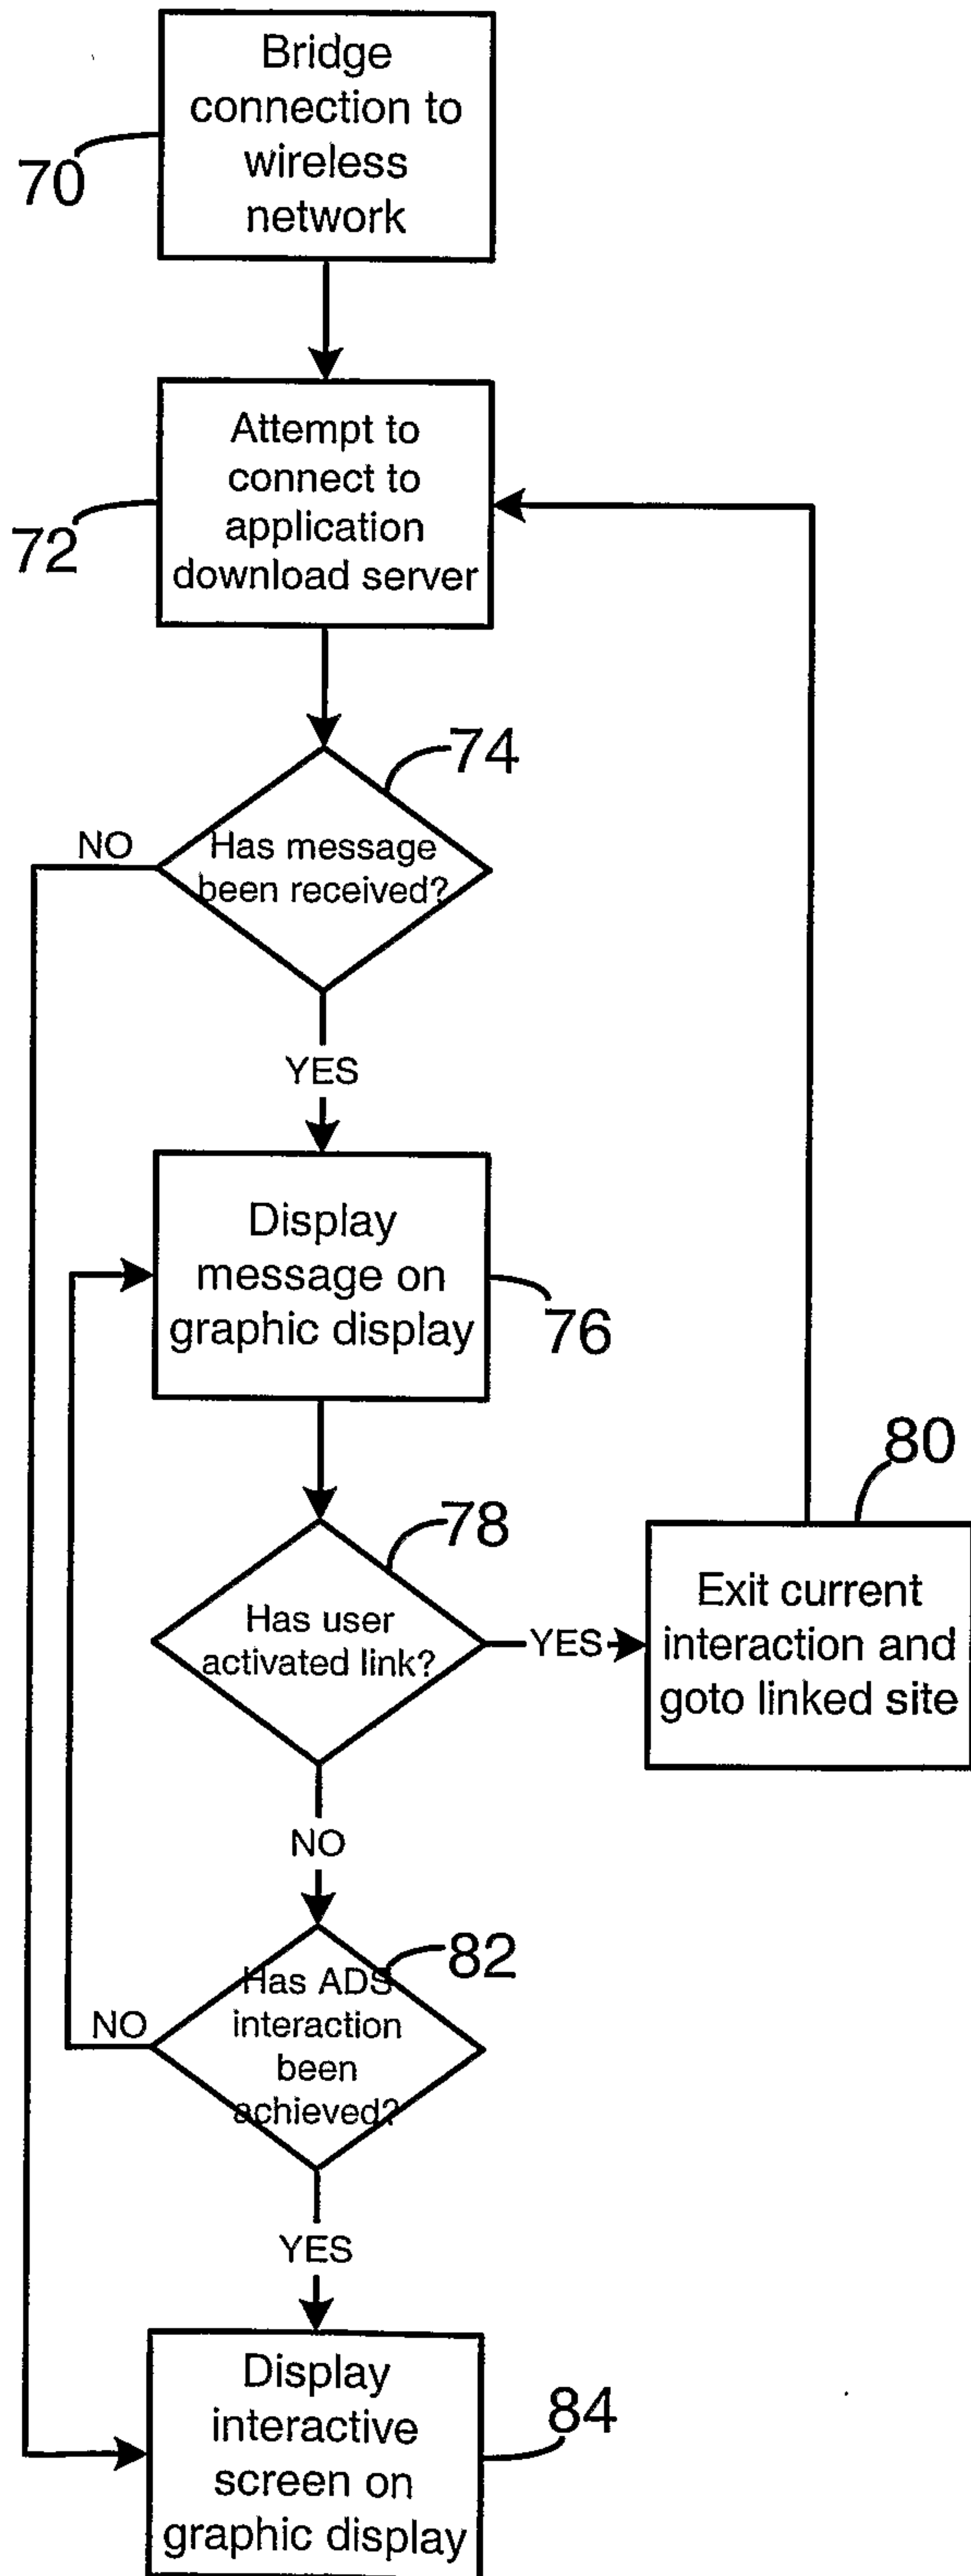 Bridge
connection to
wireless
network
70
Attempt to
connect to
application
download server
72
74
NO
Has message
been received?
YES
Display
message on
graphic display
76
80
78
Has user
activated link?
YES
Exit current
interaction and
goto linked site
NO
82
Has ADS
interaction
been
achieved?
NO
YES
Display
interactive
screen on
graphic display
84